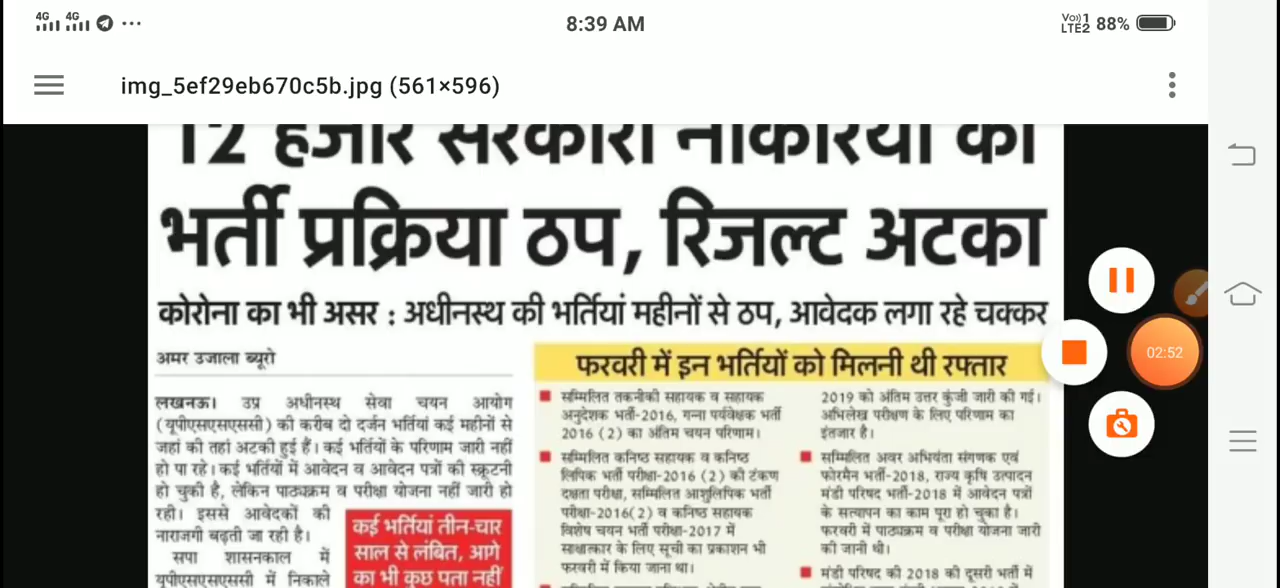 4G 4G ...
8:39 AM
Vo)) 1
LTE2 88%
img_5ef29eb670c5b.jpg (561×596)
12 हजार सरकारी नौकरियों की
भर्ती प्रक्रिया ठप, रिजल्ट अटका
कोरोना का भी असर : अधीनस्थ की भर्तियां महीनों से ठप, आवेदक लगा रहे चक्कर
अमर उजाला ब्यूरो
लखनऊ। उप्र अधीनस्थ सेवा चयन आयोग
(यूपीएसएसएससी) की करीब दो दर्जन भर्तियां कई महीनों से
जहां की तहां अटकी हुई हैं। कई भर्तियों के परिणाम जारी नहीं
हो पा रहे। कई भर्तियों में आवेदन व आवेदन पत्रों की स्क्रूटनी
हो चुकी है, लेकिन पाठ्यक्रम व परीक्षा योजना नहीं जारी हो
रही। इससे आवेदकों की
नाराजगी बढ़ती जा रही है।
सपा शासनकाल में
यूपीएसएसएससी में निकाले
कई भर्तियां तीन-चार
साल से लंबित, आगे
का भी कुछ पता नहीं
फरवरी में इन भर्तियों को मिलनी थी रफ्तार
सम्मिलित तकनीकी सहायक व सहायक
अनुदेशक भर्ती-2016, गन्ना पर्यवेक्षक भर्ती
2016 (2) का अंतिम चयन परिणाम।
सम्मिलित कनिष्ठ सहायक व कनिष्ठ
लिपिक भर्ती परीक्षा-2016 (2) की टंकण
दक्षता परीक्षा, सम्मिलित आशुलिपिक भर्ती
परीक्षा-2016(2) व कनिष्ठ सहायक
विशेष चयन भर्ती परीक्षा-2017 में
साक्षात्कार के लिए सूची का प्रकाशन भी
फरवरी में किया जाना था।
2019 को अंतिम उत्तर कुंजी जारी की गई।
अभिलेख परीक्षण के लिए परिणाम का
इंतजार है।
सम्मिलित अवर अभियंता संगणक एवं
फोरमैन भर्ती-2018, राज्य कृषि उत्पादन
मंडी परिषद भर्ती-2018 में आवेदन पत्रों
के सत्यापन का काम पूरा हो चुका है।
फरवरी में पाठ्यक्रम व परीक्षा योजना जारी
की जानी थी।
मंडी परिषद की 2018 की दूसरी भर्ती में
02:52